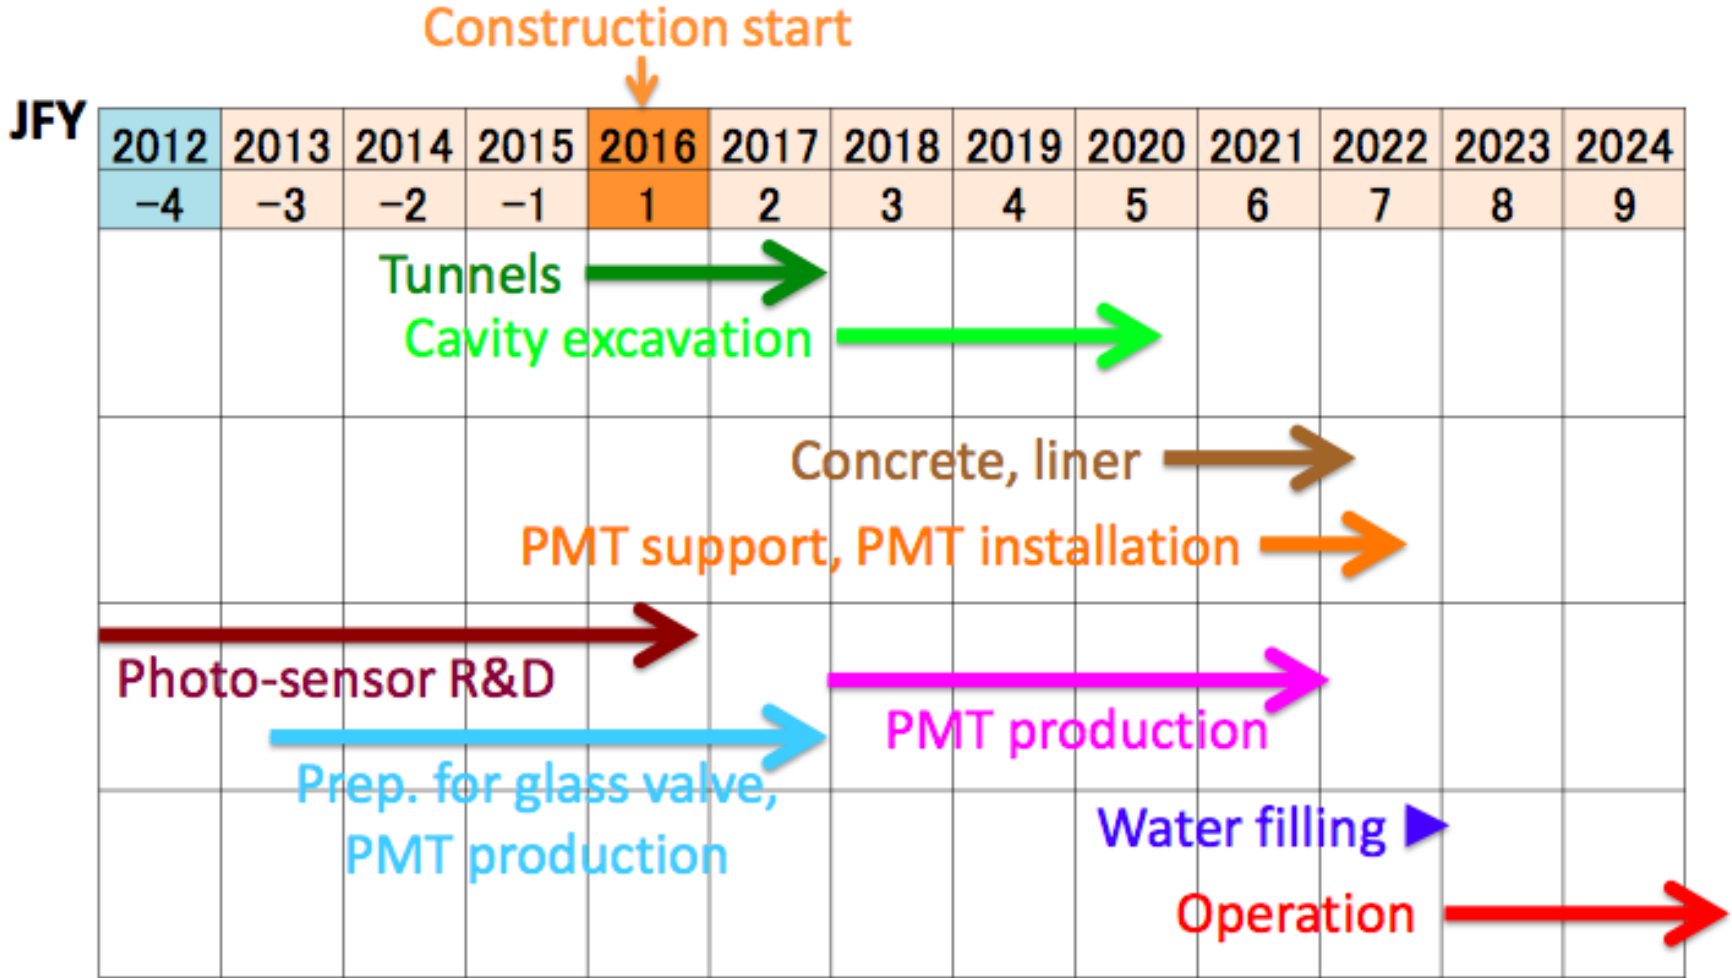 Construction start
JFY
2012 2013 2014 2015 2016 2017 2018 2019 2020 2021 2022 2023 2024
-4 -3 -2 -1 1 2 3 4 5 6 7 8 9
Tunnels
Cavity excavation
Concrete, liner
PMT support, PMT installation
Photo-sensor R&D
PMT production
Prep. for glass valve,
PMT production
Water filling
Operation